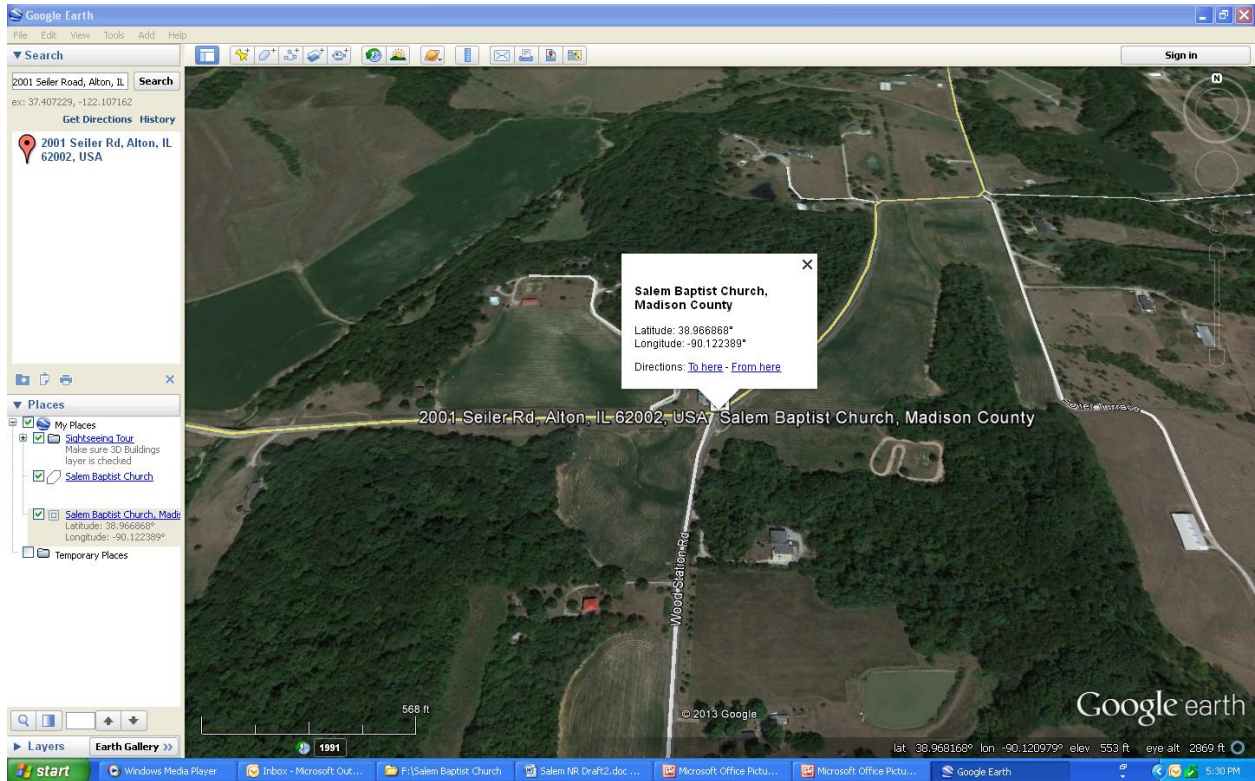 Google Earth
File Edit View Tools Add Help
Search
Sign in
2001 Seiler Road, Alton, IL
Search
ex: 37.407229, -122.107162
Get Directions History
2001 Seiler Rd, Alton, IL
62002, USA
N
Salem Baptist Church,
Madison County
Latitude: 38.966868°
Longitude: -90.122389°
Directions: To here - From here
2001 Seiler Rd, Alton, IL 62002, USA
Salem Baptist Church, Madison County
Seiler Terrace
Wood Station Rd
Places
My Places
Sightseeing Tour
Make sure 3D Buildings
layer is checked
Salem Baptist Church
Salem Baptist Church, Madis
Latitude: 38.966868°
Longitude: -90.122389°
Temporary Places
568 ft
© 2013 Google
Google earth
1991
lat 38.968168° lon -90.120979° elev 553 ft eye alt 2869 ft
Layers
Earth Gallery >>
start
Windows Media Player
Inbox - Microsoft Out...
F:\Salem Baptist Church
Salem NR Draft2.doc ...
Microsoft Office Pictu...
Microsoft Office Pictu...
Google Earth
5:30 PM